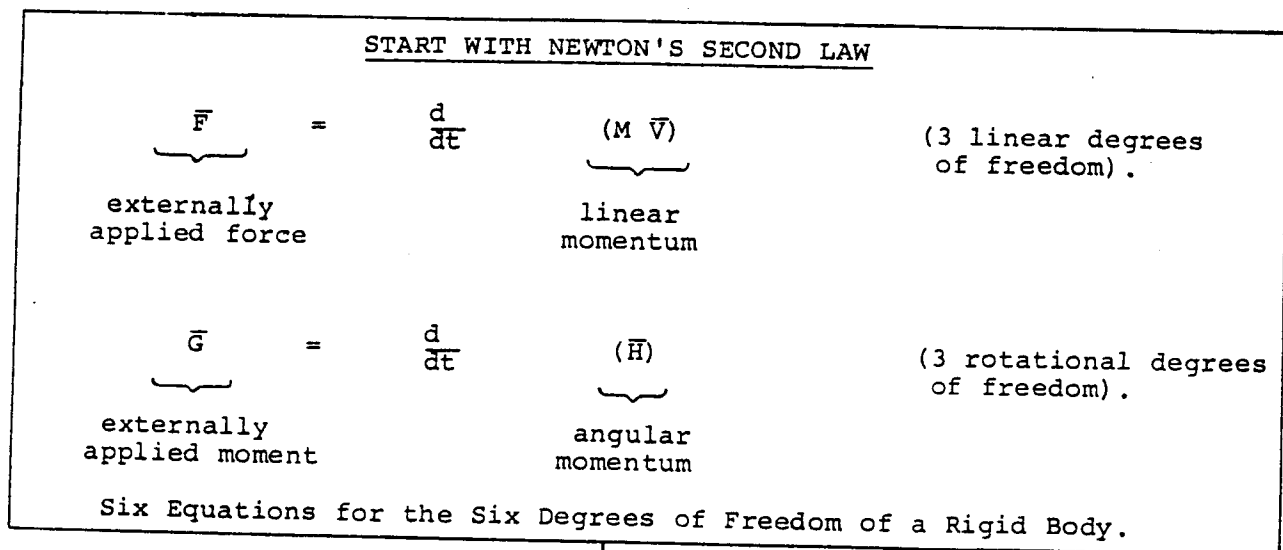 START WITH NEWTON'S SECOND LAW
F̅ = d/dt (M V̅) (3 linear degrees
of freedom).
externally
applied force
linear
momentum
G̅ = d/dt (H̅) (3 rotational degrees
of freedom).
externally
applied moment
angular
momentum
Six Equations for the Six Degrees of Freedom of a Rigid Body.